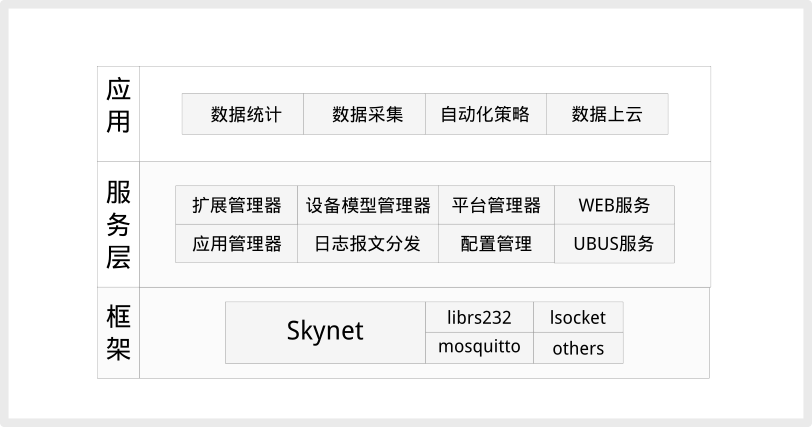 应用
数据统计 数据采集 自动化策略 数据上云
服务层
扩展管理器 设备模型管理器 平台管理器 WEB服务
应用管理器 日志报文分发 配置管理 UBUS服务
框架
Skynet
librs232 lsocket
mosquitto others